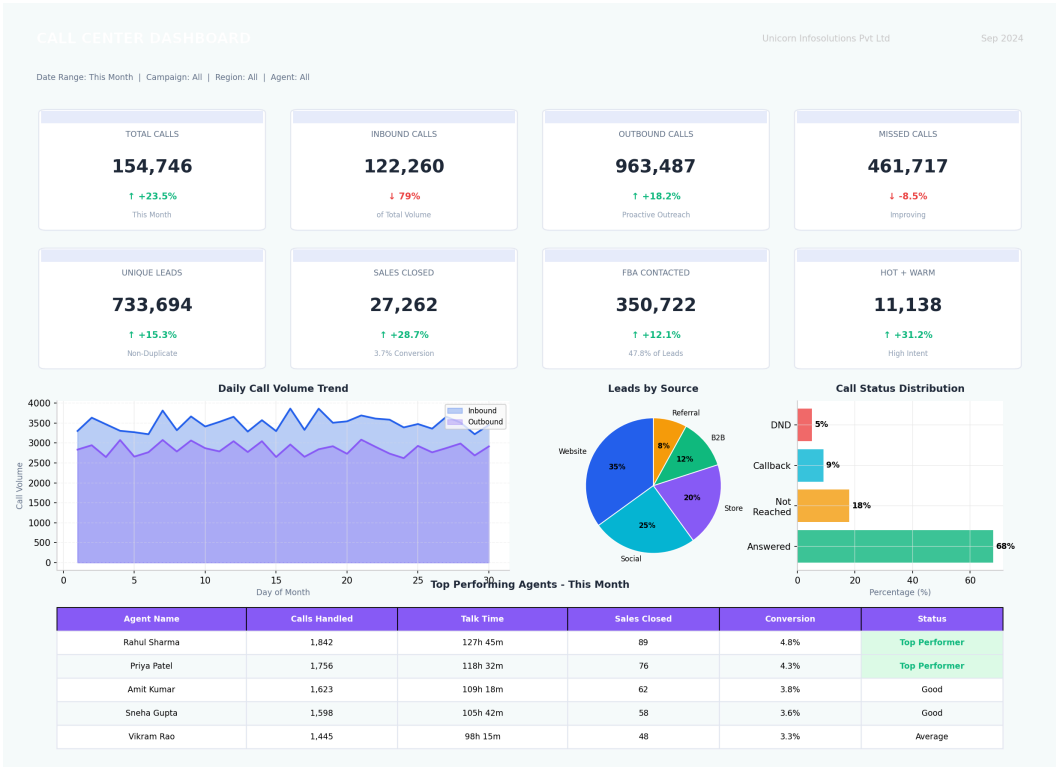 CALL CENTER DASHBOARD
Unicorn Infosolutions Pvt Ltd
Sep 2024
Date Range: This Month | Campaign: All | Region: All | Agent: All
TOTAL CALLS
154,746
↑ +23.5%
This Month
INBOUND CALLS
122,260
↓ 79%
of Total Volume
OUTBOUND CALLS
963,487
↑ +18.2%
Proactive Outreach
MISSED CALLS
461,717
↓ -8.5%
Improving
UNIQUE LEADS
733,694
↑ +15.3%
Non-Duplicate
SALES CLOSED
27,262
↑ +28.7%
3.7% Conversion
FBA CONTACTED
350,722
↑ +12.1%
47.8% of Leads
HOT + WARM
11,138
↑ +31.2%
High Intent
Daily Call Volume Trend
Call Volume
4000
3500
3000
2500
2000
1500
1000
500
0
Inbound
Outbound
0 5 10 15 20 25 30
Day of Month
Leads by Source
Referral
8%
B2B
12%
Website
35%
Store
20%
Social
25%
Call Status Distribution
DND 5%
Callback 9%
Not
Reached
18%
Answered 68%
0 20 40 60
Percentage (%)
Top Performing Agents - This Month
Agent Name Calls Handled Talk Time Sales Closed Conversion Status
Rahul Sharma 1,842 127h 45m 89 4.8% Top Performer
Priya Patel 1,756 118h 32m 76 4.3% Top Performer
Amit Kumar 1,623 109h 18m 62 3.8% Good
Sneha Gupta 1,598 105h 42m 58 3.6% Good
Vikram Rao 1,445 98h 15m 48 3.3% Average